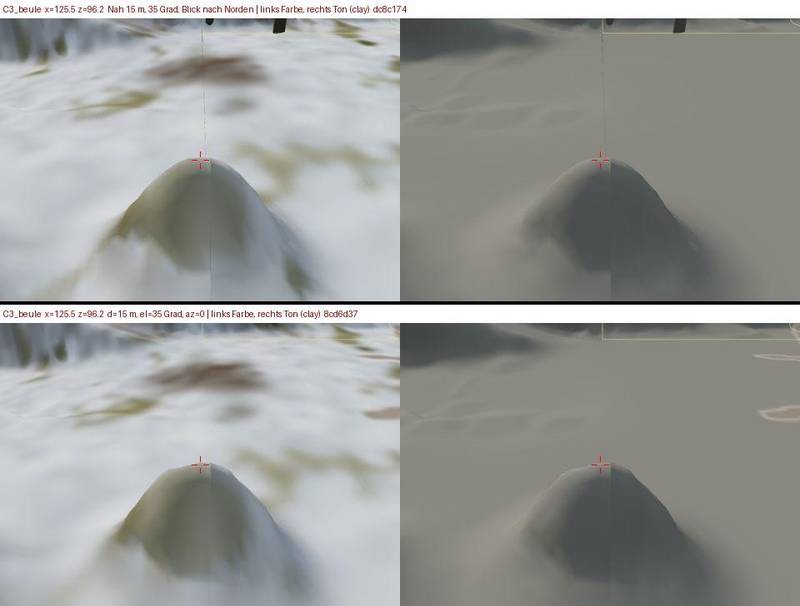 C3_beule x=125.5 z=96.2 Nah 15 m, 35 Grad, Blick nach Norden | links Farbe, rechts Ton (clay) dc8c174
C3_beule x=125.5 z=96.2 d=15 m, el=35 Grad, az=0 | links Farbe, rechts Ton (clay) 8cd6d37